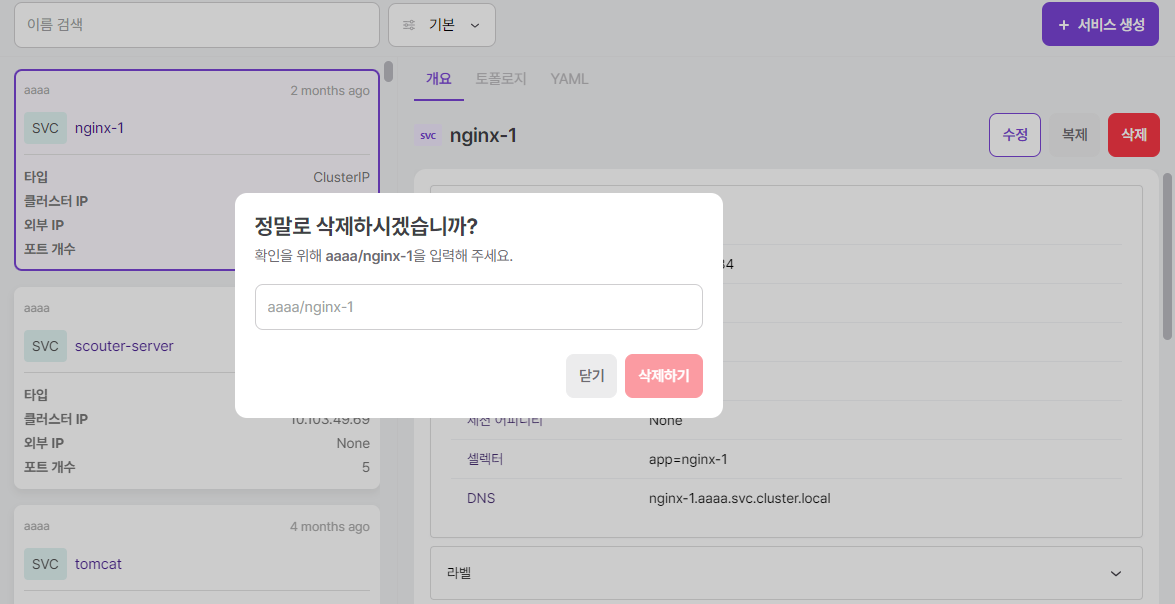 이름 검색
기본
+ 서비스 생성
aaaa
2 months ago
SVC nginx-1
타입
ClusterIP
클러스터 IP
외부 IP
포트 개수
aaaa
SVC scouter-server
타입
클러스터 IP
10.103.49.69
외부 IP
None
포트 개수
5
aaaa
4 months ago
SVC tomcat
개요
토폴로지
YAML
SVC nginx-1
수정
복제
삭제
정말로 삭제하시겠습니까?
확인을 위해 aaaa/nginx-1을 입력해 주세요.
aaaa/nginx-1
닫기
삭제하기
세션 어피니티
None
셀렉터
app=nginx-1
DNS
nginx-1.aaaa.svc.cluster.local
라벨